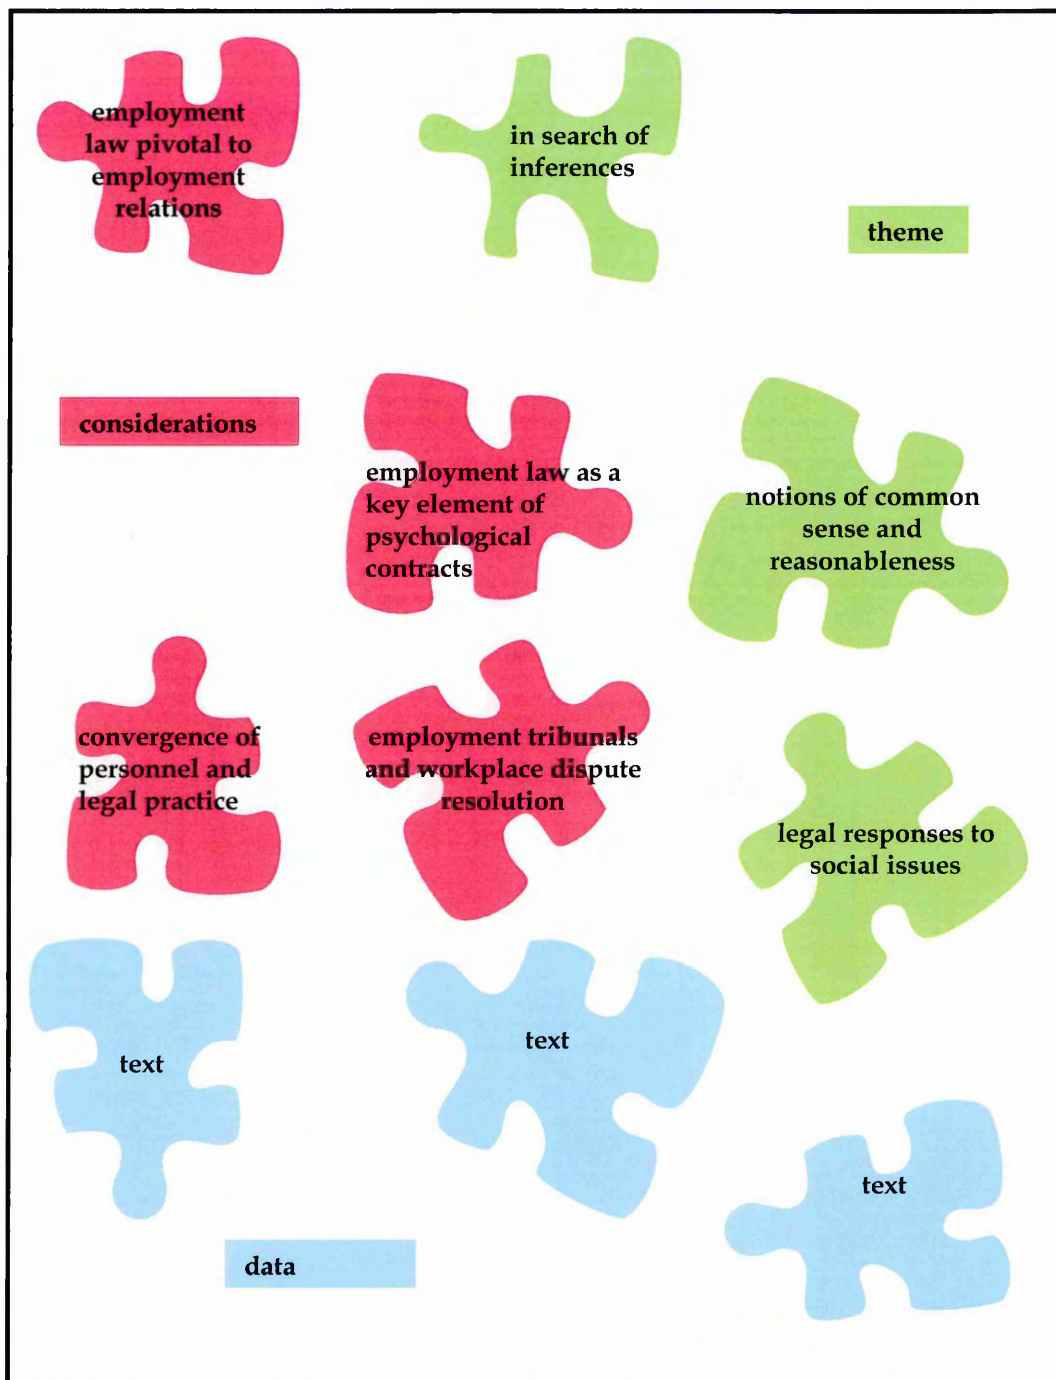 employment
law pivotal to
employment
relations
in search of
inferences
theme
considerations
employment law as a
key element of
psychological
contracts
notions of common
sense and
reasonableness
convergence of
personnel and
legal practice
employment tribunals
and workplace dispute
resolution
legal responses to
social issues
text
text
text
data